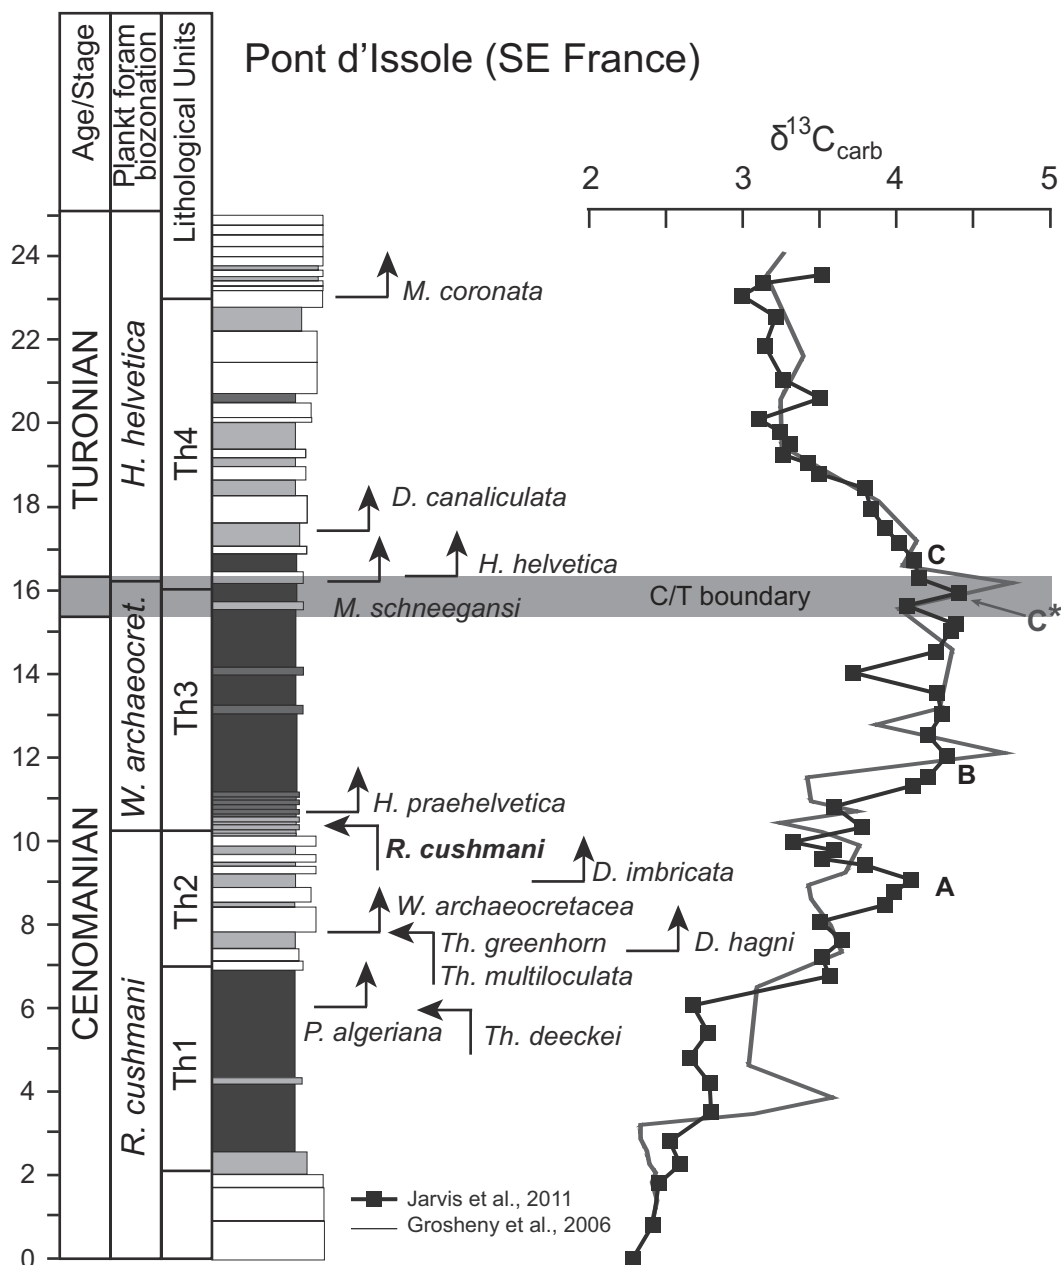 Pont d'Issole (SE France)
Age/Stage
Plankt foram
biozonation
Lithological Units
δ13Ccarb
2 3 4 5
24
22
20
18
16
14
12
10
8
6
4
2
0
TURONIAN
CENOMANIAN
H. helvetica
W. archaeocret.
R. cushmani
Th4
Th3
Th2
Th1
M. coronata
D. canaliculata
H. helvetica
C
M. schneegansi
C/T boundary
C*
B
H. praehelvetica
R. cushmani
D. imbricata
A
W. archaeocretacea
Th. greenhorn
D. hagni
Th. multiloculata
P. algeriana
Th. deeckei
Jarvis et al., 2011
Grosheny et al., 2006